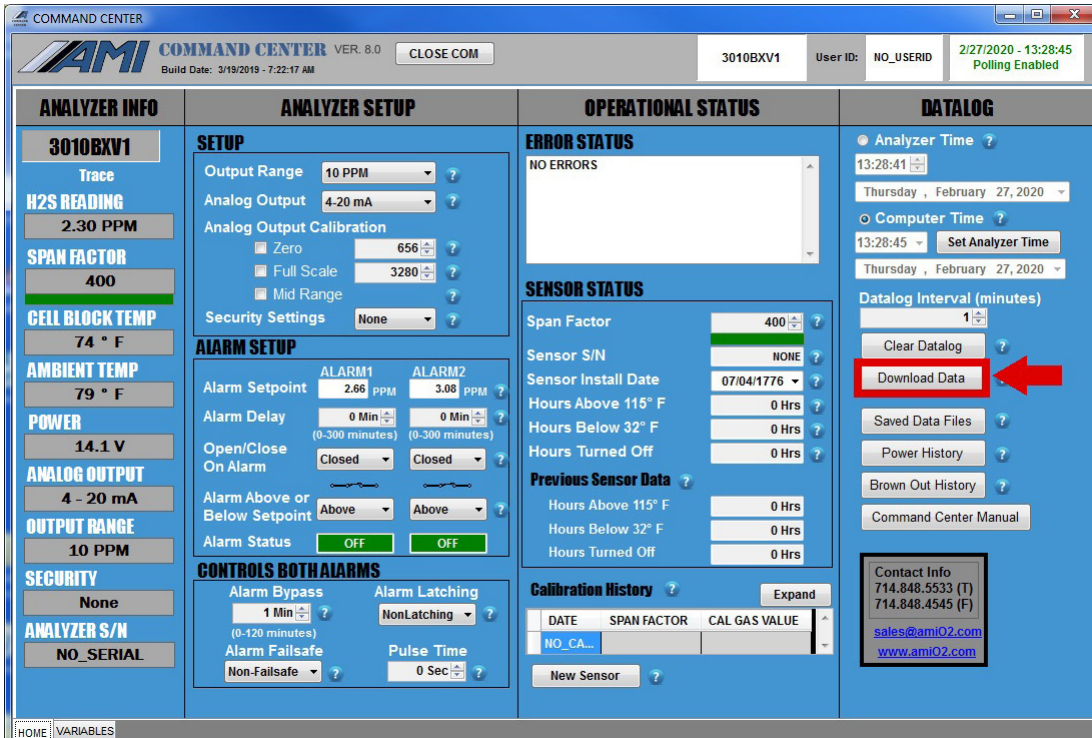 COMMAND CENTER
AMI COMMAND CENTER VER. 8.0
Build Date: 3/19/2019 - 7:22:17 AM
CLOSE COM
3010BXV1
User ID: NO_USERID
2/27/2020 - 13:28:45
Polling Enabled
ANALYZER INFO
3010BXV1
Trace
H2S READING
2.30 PPM
SPAN FACTOR
400
CELL BLOCK TEMP
74 ° F
AMBIENT TEMP
79 ° F
POWER
14.1 V
ANALOG OUTPUT
4 - 20 mA
OUTPUT RANGE
10 PPM
SECURITY
None
ANALYZER S/N
NO_SERIAL
ANALYZER SETUP
SETUP
Output Range 10 PPM ?
Analog Output 4-20 mA ?
Analog Output Calibration
Zero 656 ?
Full Scale 3280 ?
Mid Range ?
Security Settings None ?
ALARM SETUP
ALARM1 ALARM2
Alarm Setpoint 2.66 PPM 3.08 PPM ?
Alarm Delay 0 Min 0 Min ?
(0-300 minutes) (0-300 minutes)
Open/Close
On Alarm Closed Closed ?
Alarm Above or
Below Setpoint Above Above ?
Alarm Status OFF OFF
CONTROLS BOTH ALARMS
Alarm Bypass Alarm Latching
1 Min ? NonLatching ?
(0-120 minutes)
Alarm Failsafe Pulse Time
Non-Failsafe ? 0 Sec ?
OPERATIONAL STATUS
ERROR STATUS
NO ERRORS
SENSOR STATUS
Span Factor 400 ?
Sensor S/N NONE ?
Sensor Install Date 07/04/1776 ?
Hours Above 115° F 0 Hrs ?
Hours Below 32° F 0 Hrs ?
Hours Turned Off 0 Hrs ?
Previous Sensor Data ?
Hours Above 115° F 0 Hrs
Hours Below 32° F 0 Hrs
Hours Turned Off 0 Hrs
Calibration History ? Expand
DATE SPAN FACTOR CAL GAS VALUE
NO_CA...
New Sensor ?
DATALOG
Analyzer Time ?
13:28:41
Thursday , February 27, 2020
Computer Time ?
13:28:45 Set Analyzer Time
Thursday , February 27, 2020
Datalog Interval (minutes)
1
Clear Datalog ?
Download Data
Saved Data Files ?
Power History ?
Brown Out History ?
Command Center Manual
Contact Info
714.848.5533 (T)
714.848.4545 (F)
sales@amiO2.com
www.amiO2.com
HOME VARIABLES